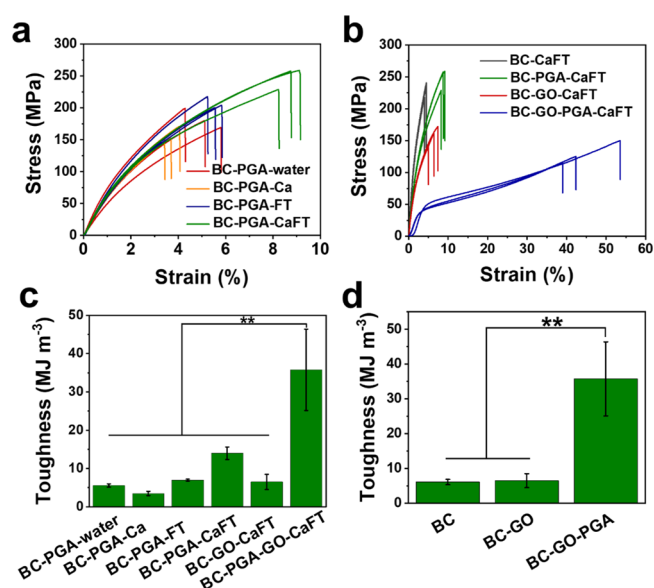 a
Stress (MPa)
300
250
200
150
100
50
0
BC-PGA-water
BC-PGA-Ca
BC-PGA-FT
BC-PGA-CaFT
0 2 4 6 8 10
Strain (%)
b
Stress (MPa)
300
250
200
150
100
50
0
BC-CaFT
BC-PGA-CaFT
BC-GO-CaFT
BC-GO-PGA-CaFT
0 10 20 30 40 50 60
Strain (%)
c
Toughness (MJ m-3)
50
40
30
20
10
0
**
BC-PGA-water
BC-PGA-Ca
BC-PGA-FT
BC-PGA-CaFT
BC-GO-CaFT
BC-PGA-GO-CaFT
d
Toughness (MJ m-3)
50
40
30
20
10
0
**
BC
BC-GO
BC-GO-PGA